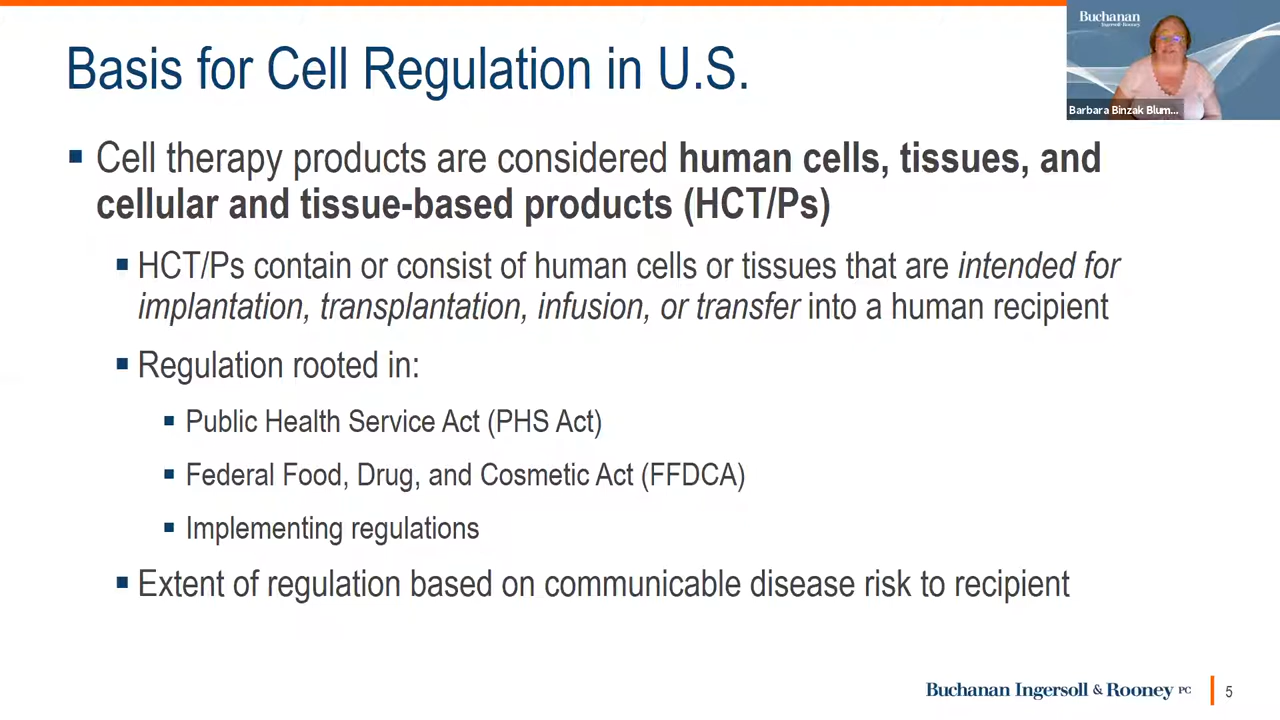 Basis for Cell Regulation in U.S.
Buchanan
Ingersoll Rooney
Barbara Binzak Blum...
▪ Cell therapy products are considered human cells, tissues, and
cellular and tissue-based products (HCT/Ps)
▪ HCT/Ps contain or consist of human cells or tissues that are intended for
implantation, transplantation, infusion, or transfer into a human recipient
▪ Regulation rooted in:
▪ Public Health Service Act (PHS Act)
▪ Federal Food, Drug, and Cosmetic Act (FFDCA)
▪ Implementing regulations
▪ Extent of regulation based on communicable disease risk to recipient
Buchanan Ingersoll & Rooney PC
5